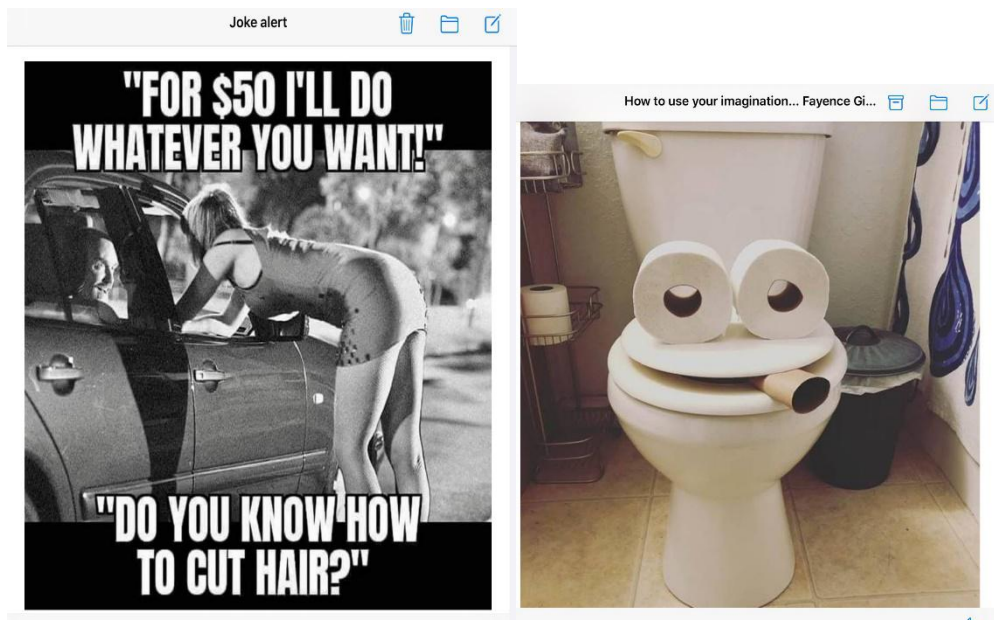 Joke alert
"FOR $50 I'LL DO
WHATEVER YOU WANT!"
"DO YOU KNOW HOW
TO CUT HAIR?"
How to use your imagination... Fayence Gi...